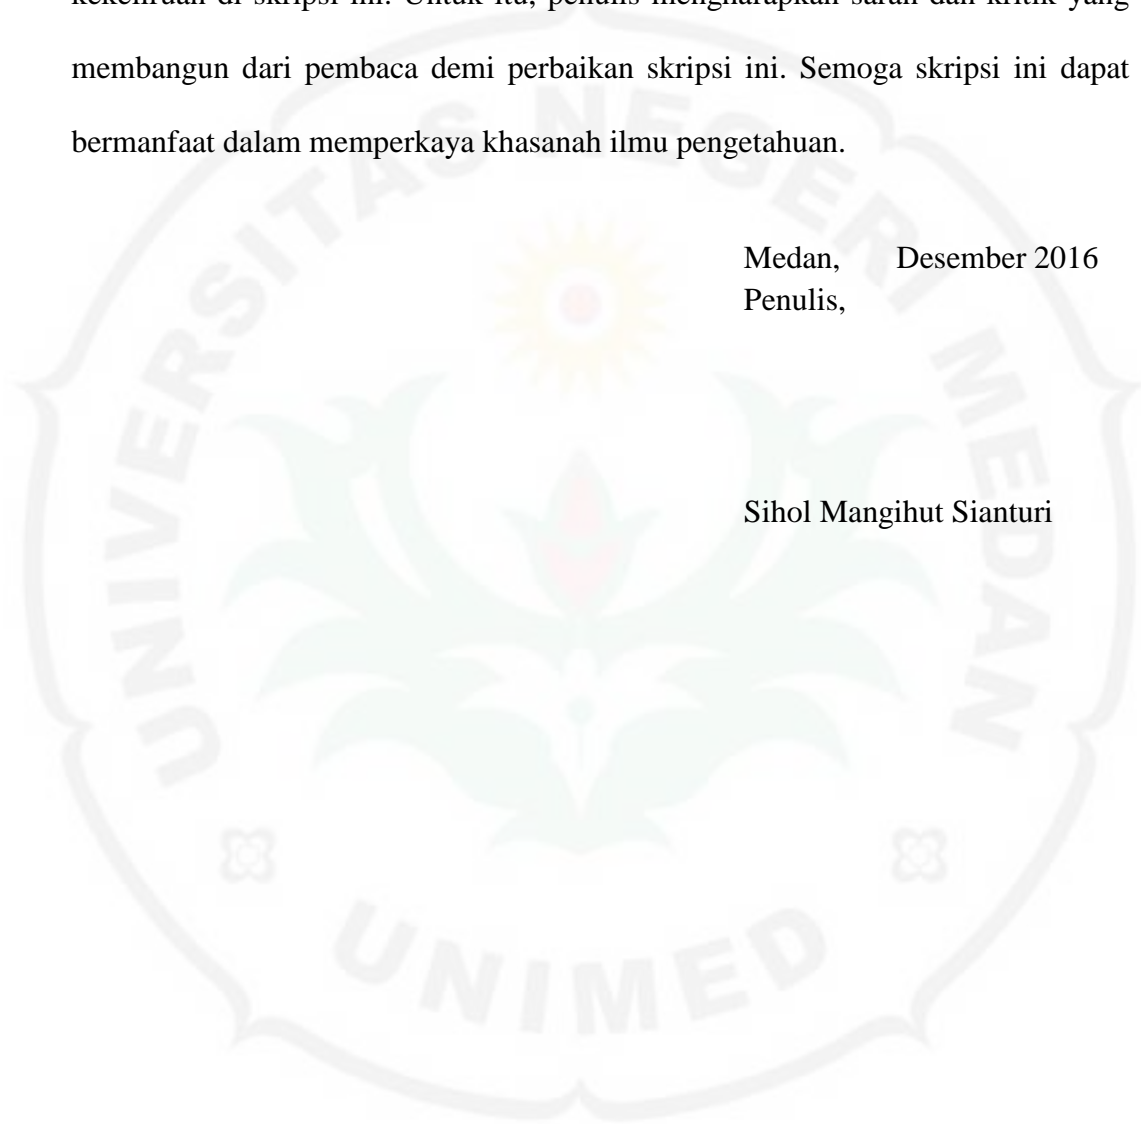 kekeliruan di skripsi ini. Untuk itu, penulis mengharapkan saran dan kritik yang
membangun dari pembaca demi perbaikan skripsi ini. Semoga skripsi ini dapat
bermanfaat dalam memperkaya khasanah ilmu pengetahuan.
Medan, Desember 2016
Penulis,
Sihol Mangihut Sianturi
UNIVERSITAS NEGERI MEDAN
UNIMED